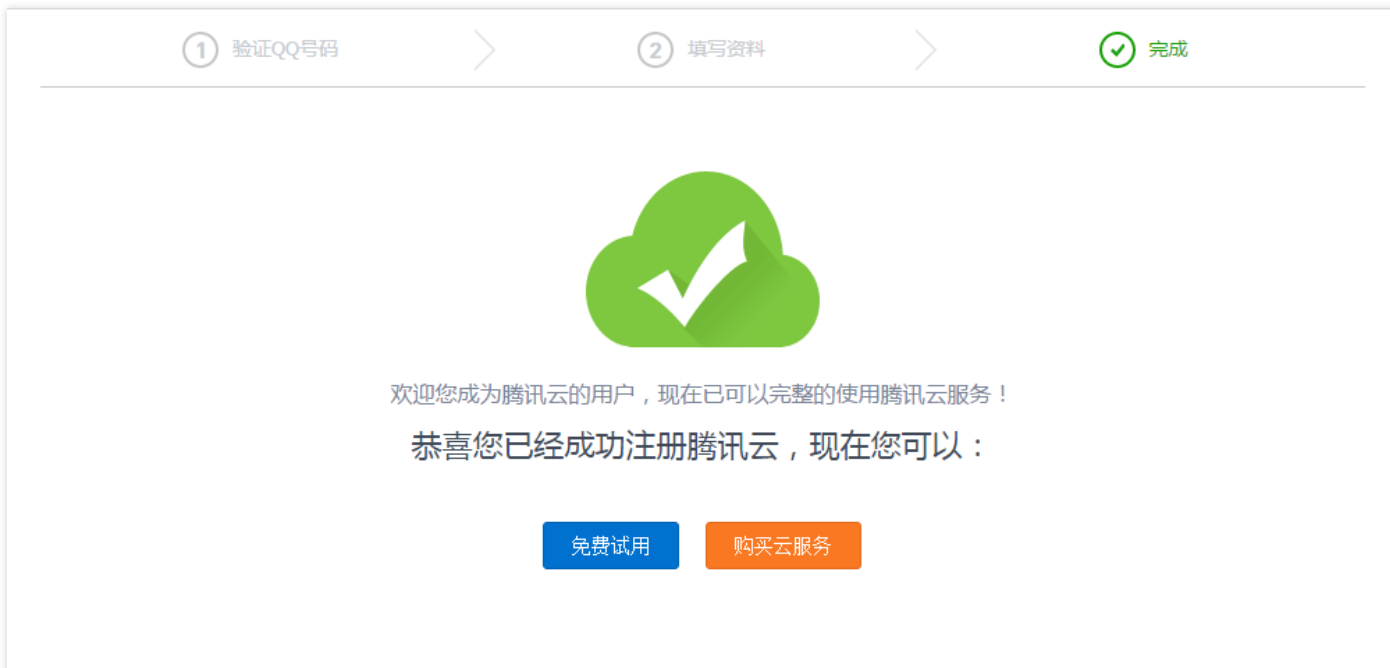 1 验证QQ号码 2 填写资料 完成
欢迎您成为腾讯云的用户，现在已可以完整的使用腾讯云服务！
恭喜您已经成功注册腾讯云，现在您可以：
免费试用 购买云服务